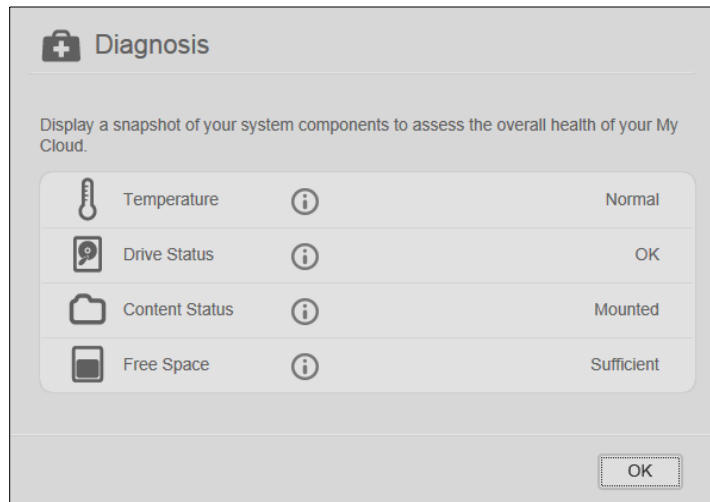 Diagnosis
Display a snapshot of your system components to assess the overall health of your My
Cloud.
Temperature Normal
Drive Status OK
Content Status Mounted
Free Space Sufficient
OK